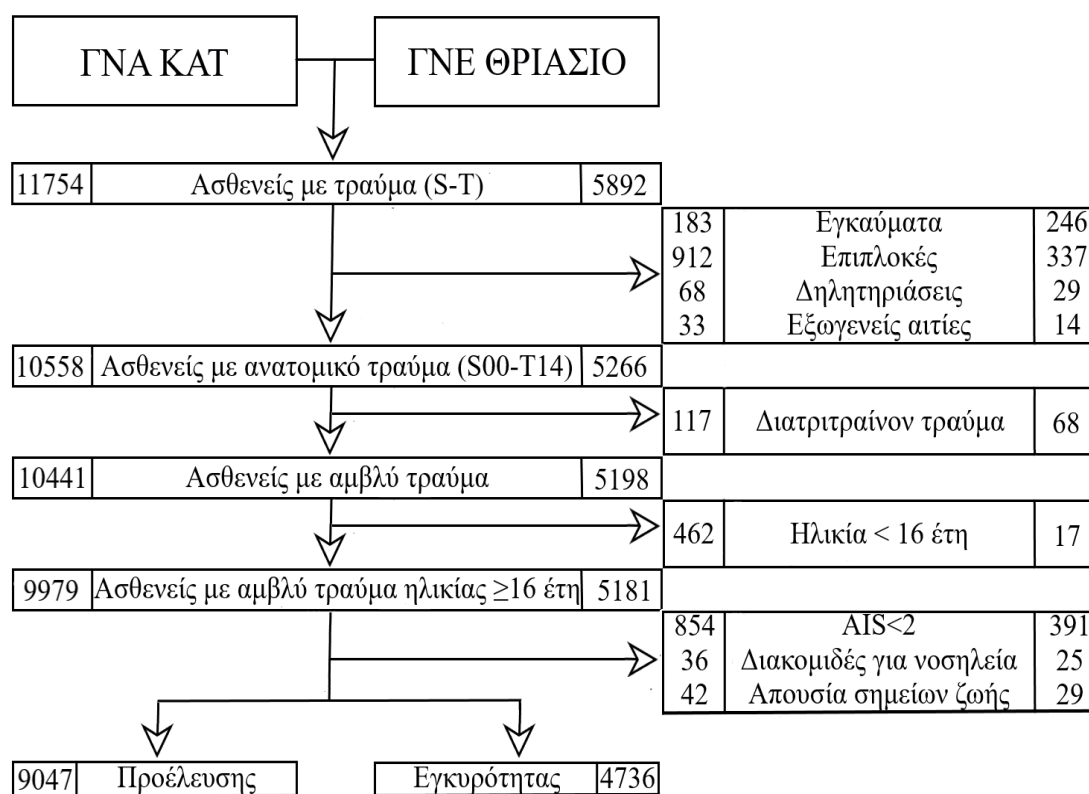 ΓΝΑ ΚΑΤ
ΓΝΕ ΘΡΙΑΣΙΟ
11754 Ασθενείς με τραύμα (S-T) 5892
183 Εγκαύματα 246
912 Επιπλοκές 337
68 Δηλητηριάσεις 29
33 Εξωγενείς αιτίες 14
10558 Ασθενείς με ανατομικό τραύμα (S00-T14) 5266
117 Διατριτραίνον τραύμα 68
10441 Ασθενείς με αμβλύ τραύμα 5198
462 Ηλικία < 16 έτη 17
9979 Ασθενείς με αμβλύ τραύμα ηλικίας ≥16 έτη 5181
854 AIS<2 391
36 Διακομιδές για νοσηλεία 25
42 Απουσία σημείων ζωής 29
9047 Προέλευσης
Εγκυρότητας 4736